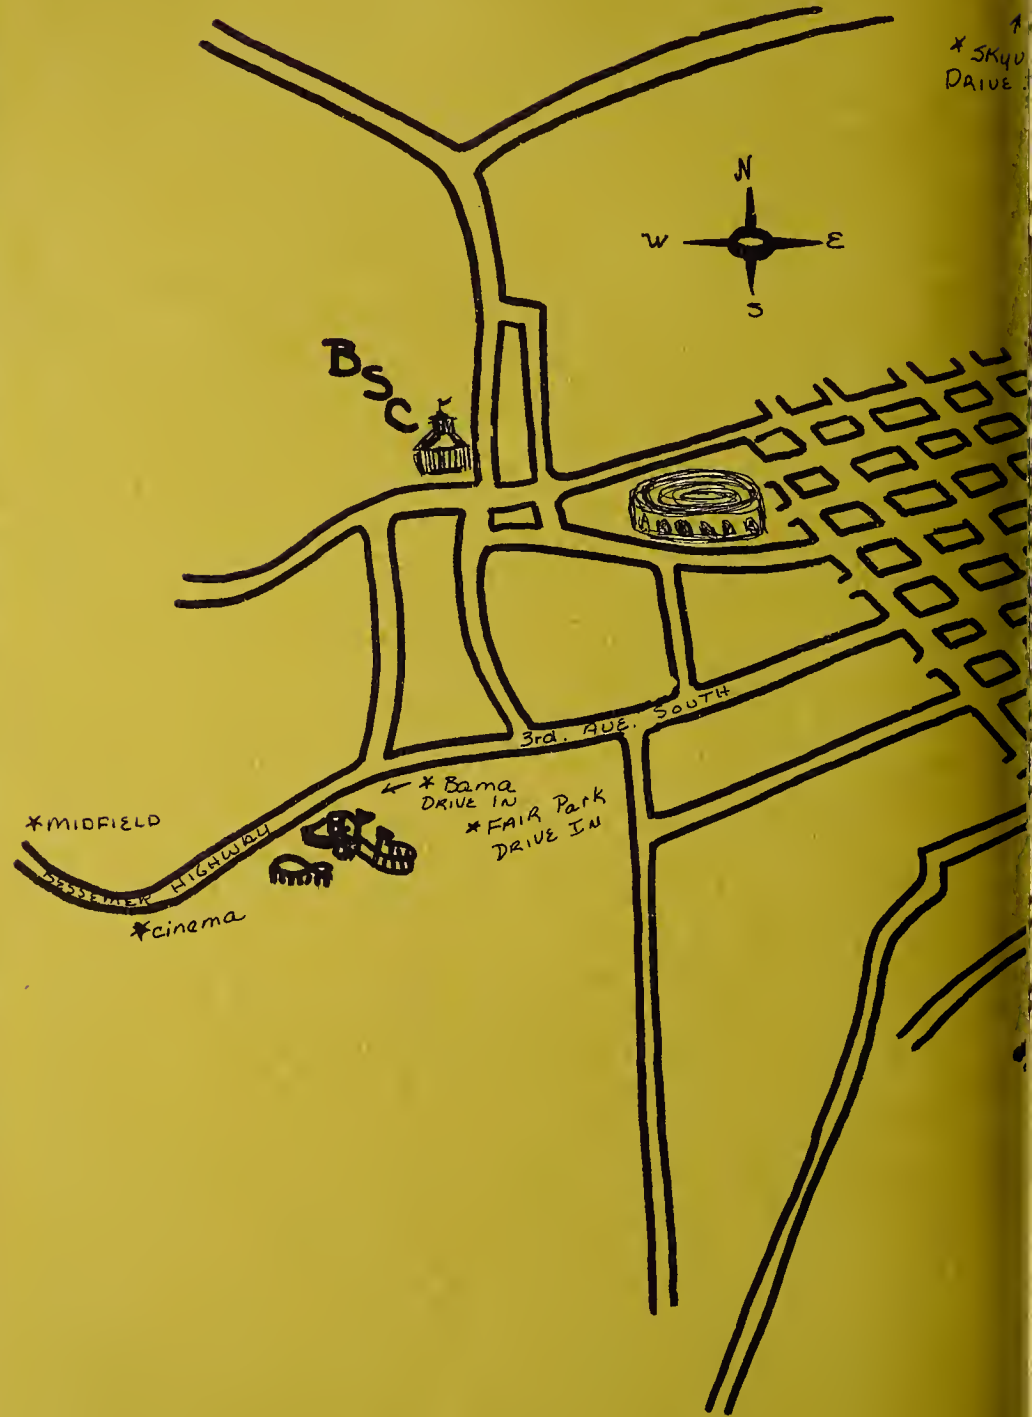 * SKYV
DRIVE
N
W E
S
BSC
3rd. AVE. SOUTH
* Bama
DRIVE IN
* FAIR Park
DRIVE IN
*MIDFIELD
BESSEMER HIGHWAY
*cinema